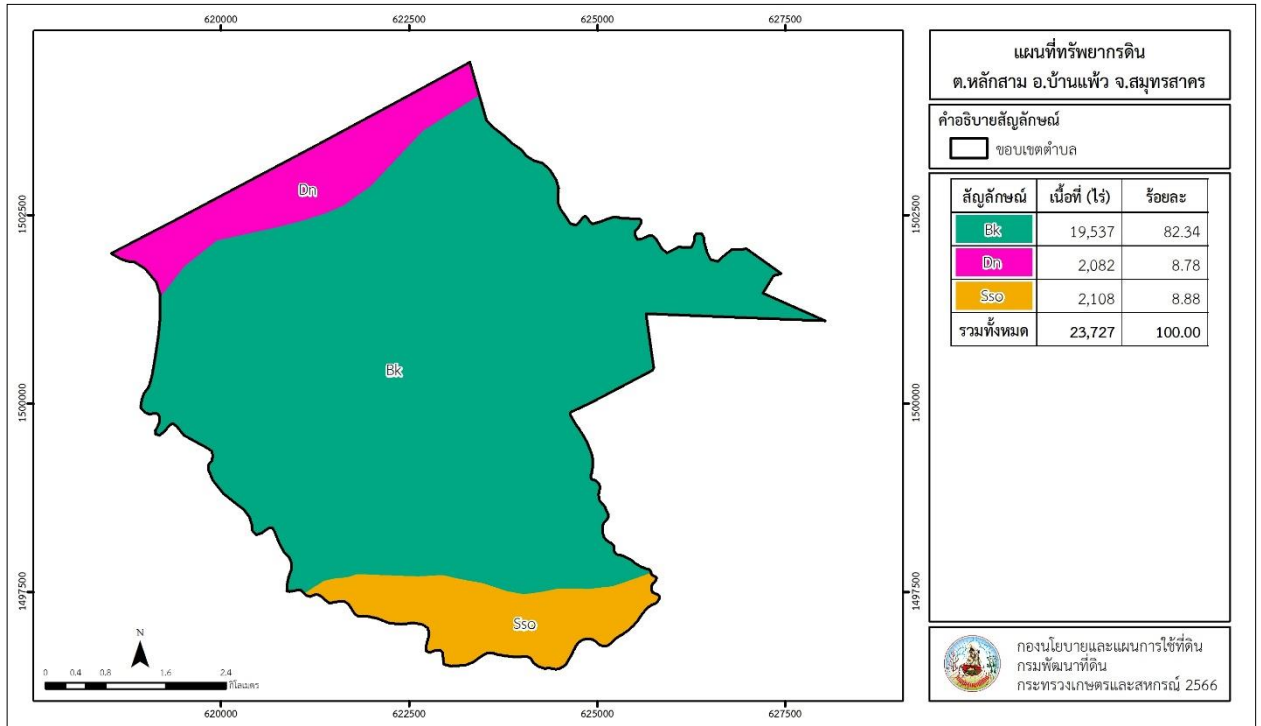 620000 622500 625000 627500
แผนที่ทรัพยากรดิน
ต.หลักสาม อ.บ้านแพ้ว จ.สมุทรสาคร
คำอธิบายสัญลักษณ์
ขอบเขตตำบล
สัญลักษณ์ เนื้อที่ (ไร่) ร้อยละ
Bk 19,537 82.34
Dn 2,082 8.78
Sso 2,108 8.88
รวมทั้งหมด 23,727 100.00
1502500 1502500
Dn
Bk
1500000 1500000
1497500 1497500
Sso
N
0 0.4 0.8 1.6 2.4
กิโลเมตร
620000 622500 625000 627500
กองนโยบายและแผนการใช้ที่ดิน
กรมพัฒนาที่ดิน
กระทรวงเกษตรและสหกรณ์ 2566